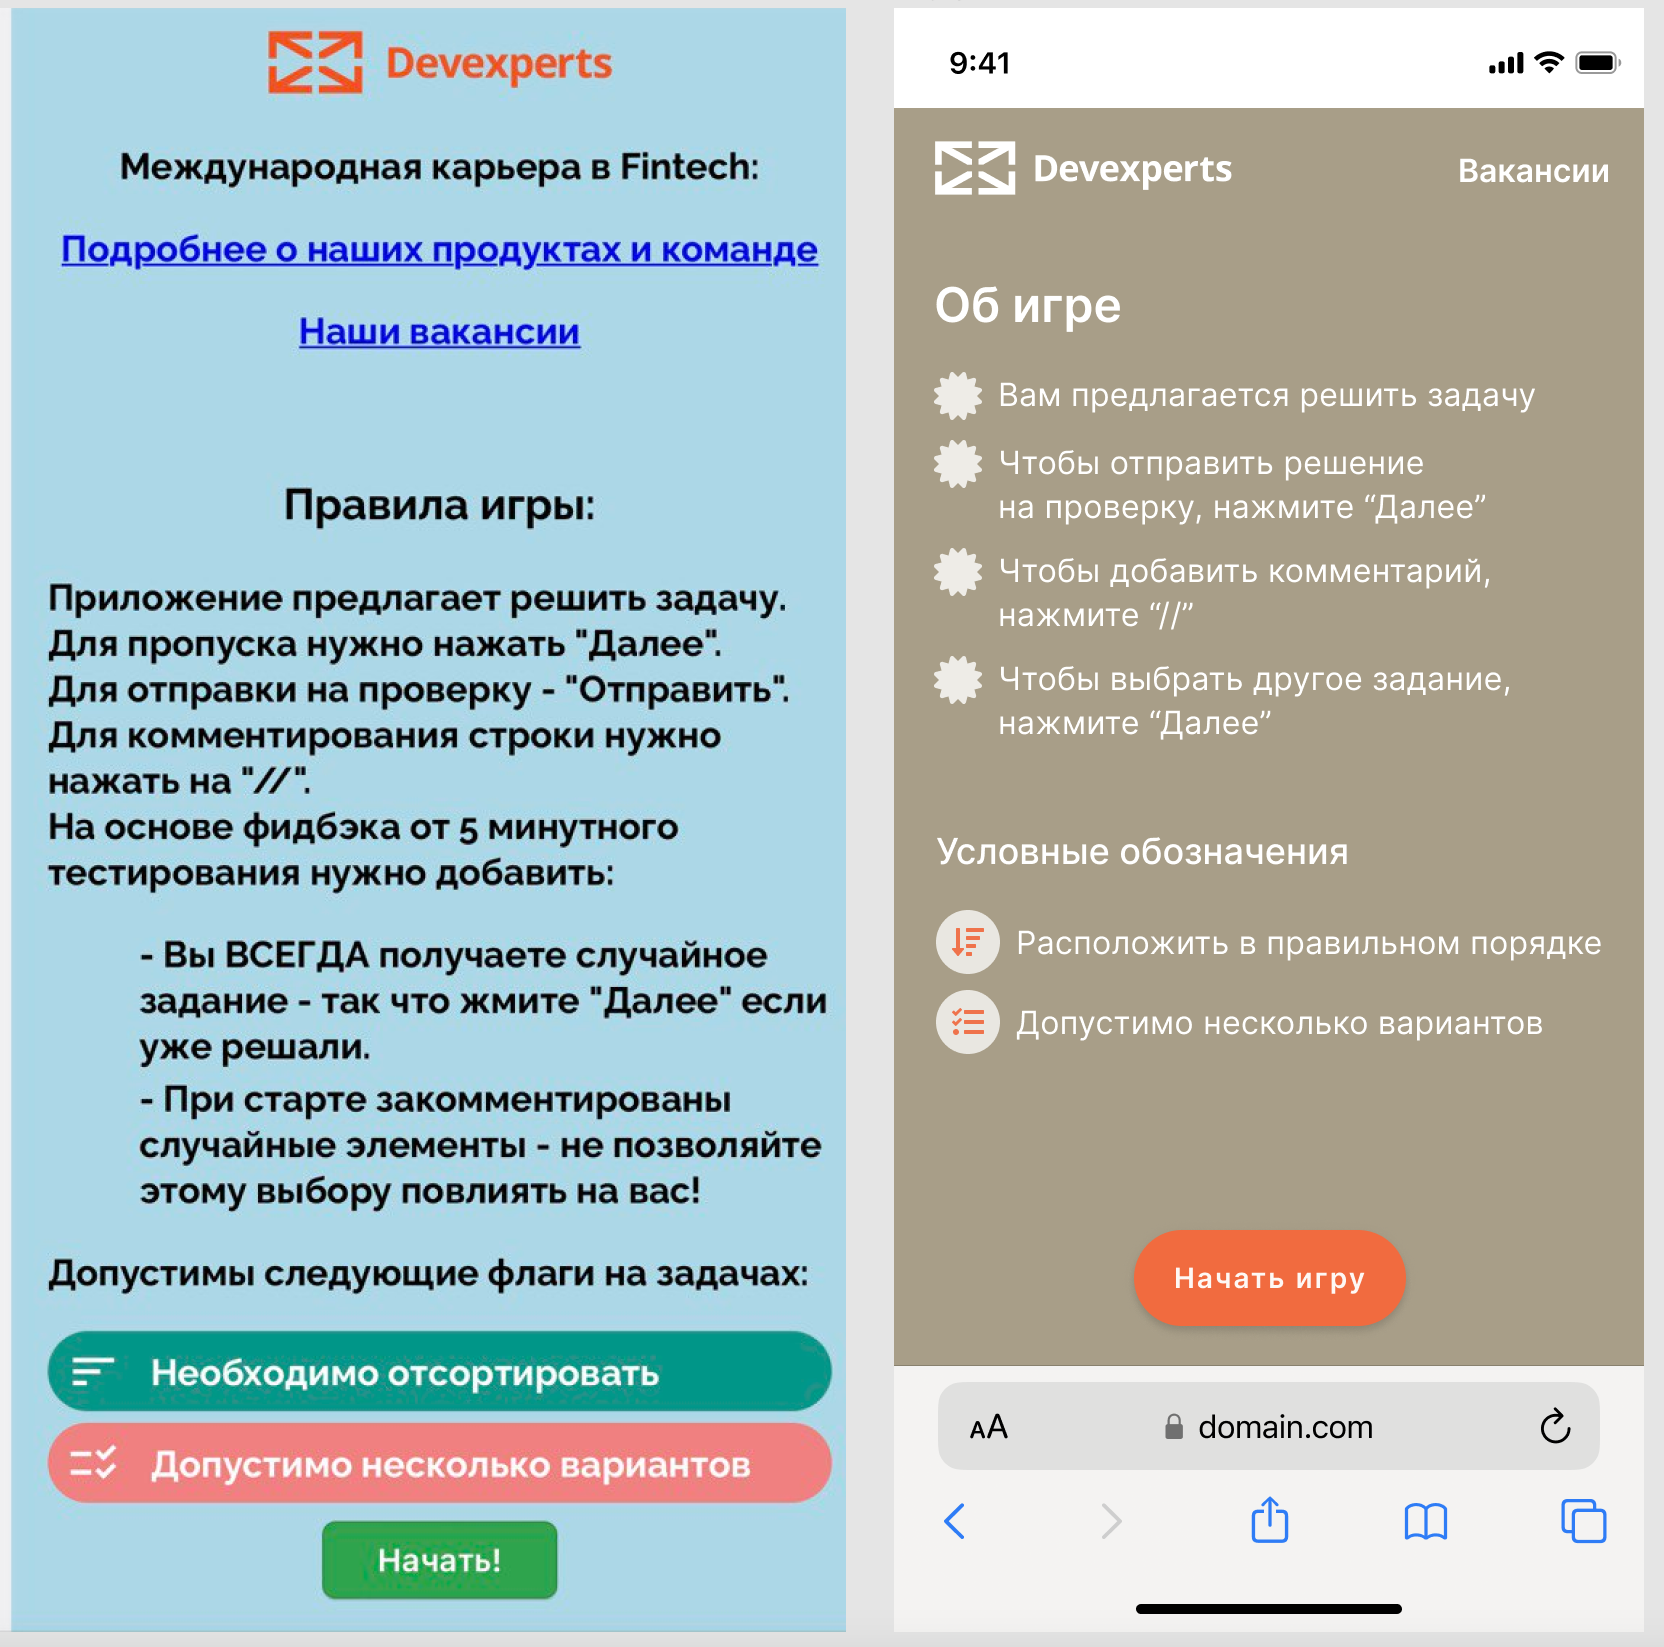 Devexperts
Международная карьера в Fintech:
Подробнее о наших продуктах и команде
Наши вакансии
Правила игры:
Приложение предлагает решить задачу.
Для пропуска нужно нажать "Далее".
Для отправки на проверку - "Отправить".
Для комментирования строки нужно
нажать на "//".
На основе фидбэка от 5 минутного
тестирования нужно добавить:
- Вы ВСЕГДА получаете случайное
задание - так что жмите "Далее" если
уже решали.
- При старте закомментированы
случайные элементы - не позволяйте
этому выбору повлиять на вас!
Допустимы следующие флаги на задачах:
Необходимо отсортировать
Допустимо несколько вариантов
Начать!
9:41
Devexperts
Вакансии
Об игре
Вам предлагается решить задачу
Чтобы отправить решение
на проверку, нажмите “Далее”
Чтобы добавить комментарий,
нажмите “//”
Чтобы выбрать другое задание,
нажмите “Далее”
Условные обозначения
Расположить в правильном порядке
Допустимо несколько вариантов
Начать игру
AA
domain.com